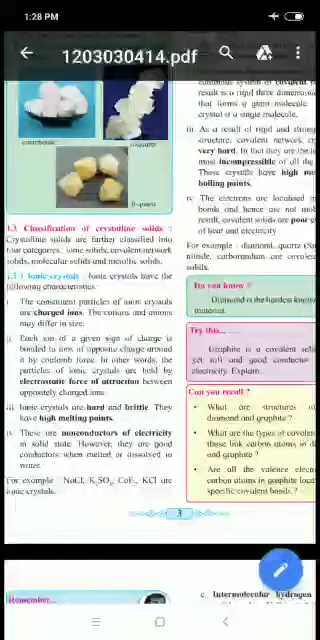 1:28 PM
1203030414.pdf
result is a rigid three dimensional
that forms a giant molecule
crystal is a single molecule.
iii As a result of rigid and strong
structure, covalent network
very hard. In fact they are the
most incompressible of all the
These crystals have high
boiling points.
iv The electrons are localised in
bonds and hence are not
result, covalent solids are poor
of heat and electricity
For example : diamond, quartz
nitride, carborundum are covalent
solids.
1.3 Classification of crystalline solids :
Crystalline solids are further classified into
four categories : ionic solids, covalent network
solids, molecular solids and metallic solids.
1.3.1 Ionic crystals : Ionic crystals have the
following characteristics.
i The constituent particles of ionic crystals
are charged ions. The cations and anions
may differ in size.
ii Each ion of a given sign of charge is
bonded to ions of opposite charge around
it by coulomb force. In other words, the
particles of ionic crystals are held by
electrostatic force of attraction between
oppositely charged ions.
iii Ionic crystals are hard and brittle They
have high melting points.
iv These are nonconductors of electricity
in solid state. However, they are good
conductors when melted or dissolved in
water.
For example : NaCl, K₂SO₄, CaF₂, KCl are
ionic crystals.
Do you know ?
Diamond is the hardest known
material.
Try this...
Graphite is a covalent
yet soft and good conductor
electricity. Explain.
Can you recall ?
• What are structures of
diamond and graphite ?
• What are the types of covalent
those link carbon atoms in
and graphite ?
• Are all the valence
carbon atoms in graphite
specific covalent bonds ?
3
Remember...
c Intermolecular hydrogen